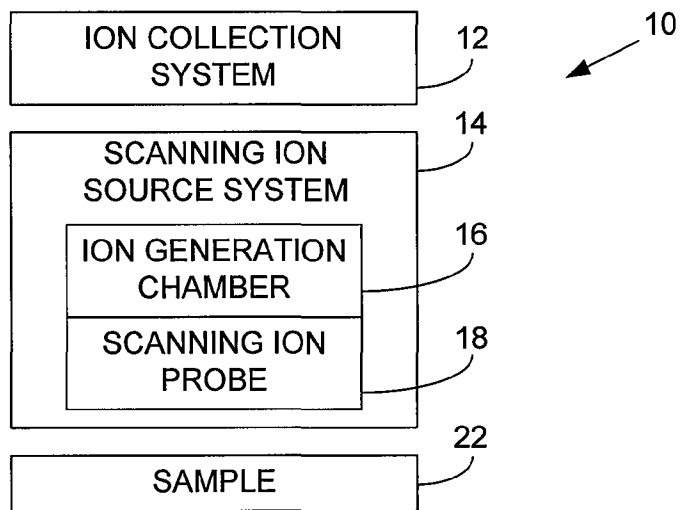 ION COLLECTION
SYSTEM
12
10
SCANNING ION
SOURCE SYSTEM
14
ION GENERATION
CHAMBER
16
SCANNING ION
PROBE
18
SAMPLE
22